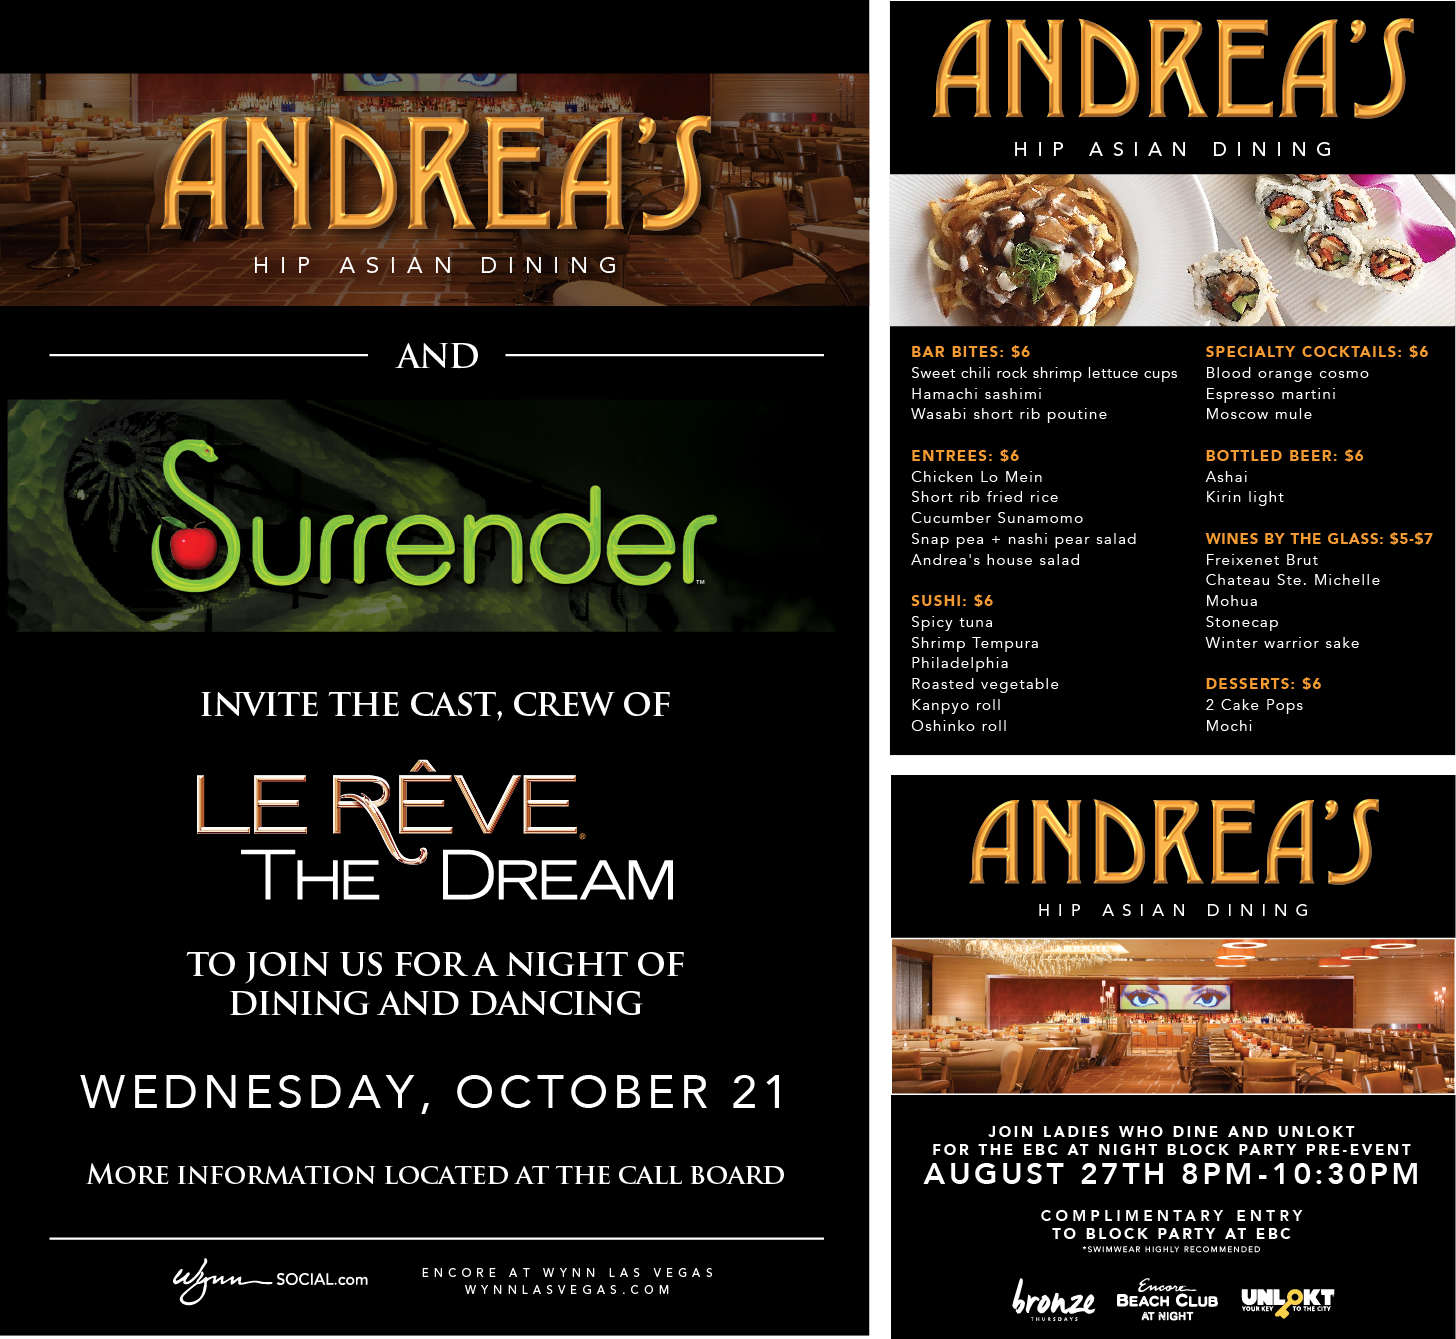 ANDREA'S
HIP ASIAN DINING
AND
Surrender™
INVITE THE CAST, CREW OF
LE RÊVE®
THE DREAM
TO JOIN US FOR A NIGHT OF
DINING AND DANCING
WEDNESDAY, OCTOBER 21
MORE INFORMATION LOCATED AT THE CALL BOARD
Wynn SOCIAL.com
ENCORE AT WYNN LAS VEGAS
WYNNLASVEGAS.COM
ANDREA'S
HIP ASIAN DINING
BAR BITES: $6
Sweet chili rock shrimp lettuce cups
Hamachi sashimi
Wasabi short rib poutine
ENTREES: $6
Chicken Lo Mein
Short rib fried rice
Cucumber Sunamomo
Snap pea + nashi pear salad
Andrea's house salad
SUSHI: $6
Spicy tuna
Shrimp Tempura
Philadelphia
Roasted vegetable
Kanpyo roll
Oshinko roll
SPECIALTY COCKTAILS: $6
Blood orange cosmo
Espresso martini
Moscow mule
BOTTLED BEER: $6
Ashai
Kirin light
WINES BY THE GLASS: $5-$7
Freixenet Brut
Chateau Ste. Michelle
Mohua
Stonecap
Winter warrior sake
DESSERTS: $6
2 Cake Pops
Mochi
ANDREA'S
HIP ASIAN DINING
JOIN LADIES WHO DINE AND UNLOKT
FOR THE EBC AT NIGHT BLOCK PARTY PRE-EVENT
AUGUST 27TH 8PM-10:30PM
COMPLIMENTARY ENTRY
TO BLOCK PARTY AT EBC
*SWIMWEAR HIGHLY RECOMMENDED
bronze
THURSDAYS
Encore
BEACH CLUB
AT NIGHT
UNLOKT
YOUR KEY TO THE CITY